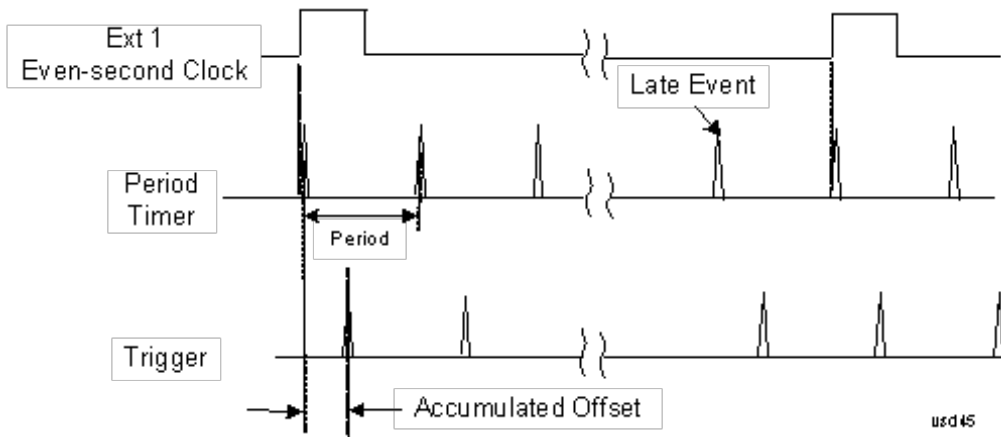 Ext 1
Even-second Clock
Late Event
Period
Timer
Period
Trigger
Accumulated Offset
usd45